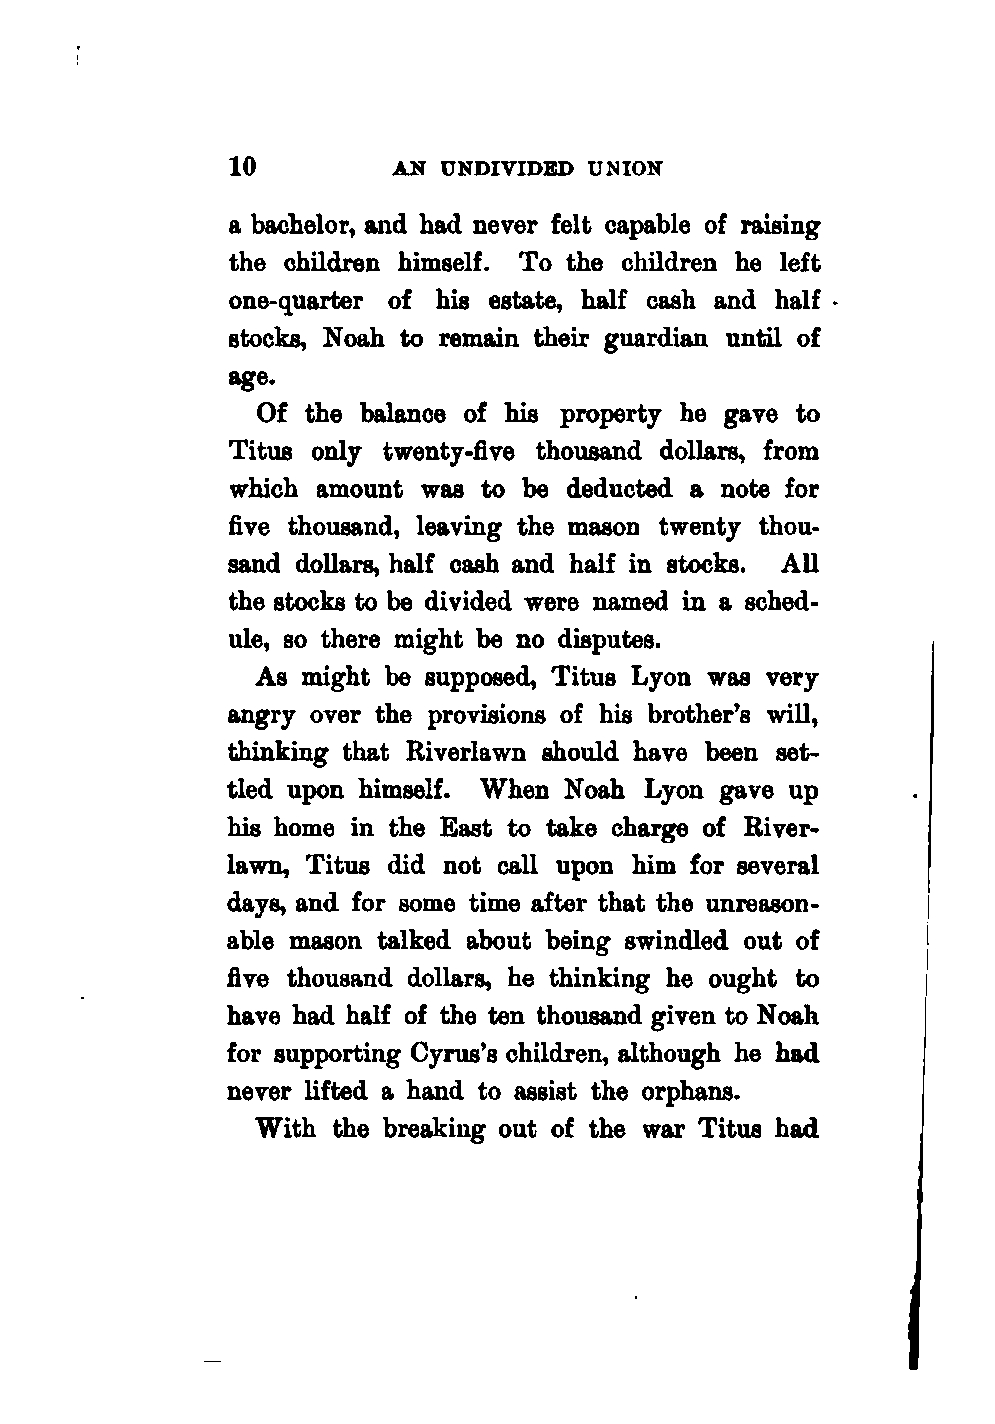 10 AN UNDIVIDED UNION
a bachelor, and had never felt capable of raising
the children himself. To the children he left
one-quarter of his estate, half cash and half
stocks, Noah to remain their guardian until of
age.
Of the balance of his property he gave to
Titus only twenty-five thousand dollars, from
which amount was to be deducted a note for
five thousand, leaving the mason twenty thou-
sand dollars, half cash and half in stocks. All
the stocks to be divided were named in a sched-
ule, so there might be no disputes.
As might be supposed, Titus Lyon was very
angry over the provisions of his brother's will,
thinking that Riverlawn should have been set-
tled upon himself. When Noah Lyon gave up
his home in the East to take charge of River-
lawn, Titus did not call upon him for several
days, and for some time after that the unreason-
able mason talked about being swindled out of
five thousand dollars, he thinking he ought to
have had half of the ten thousand given to Noah
for supporting Cyrus's children, although he had
never lifted a hand to assist the orphans.
With the breaking out of the war Titus had